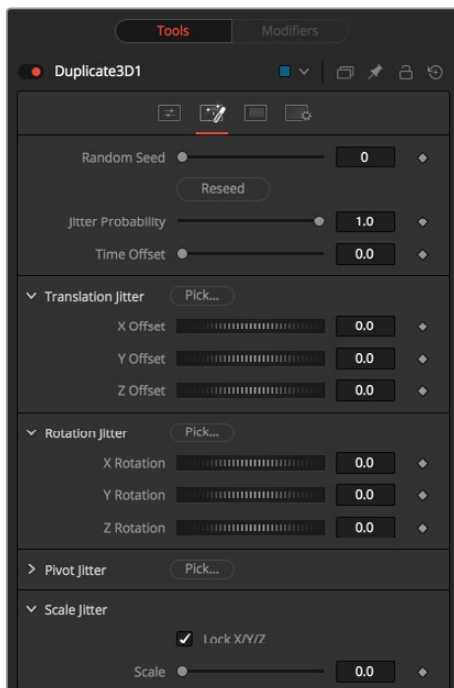 Tools Modifiers
Duplicate3D1
Random Seed 0
Reseed
Jitter Probability 1.0
Time Offset 0.0
Translation Jitter Pick...
X Offset 0.0
Y Offset 0.0
Z Offset 0.0
Rotation Jitter Pick...
X Rotation 0.0
Y Rotation 0.0
Z Rotation 0.0
Pivot Jitter Pick...
Scale Jitter
Lock X/Y/Z
Scale 0.0